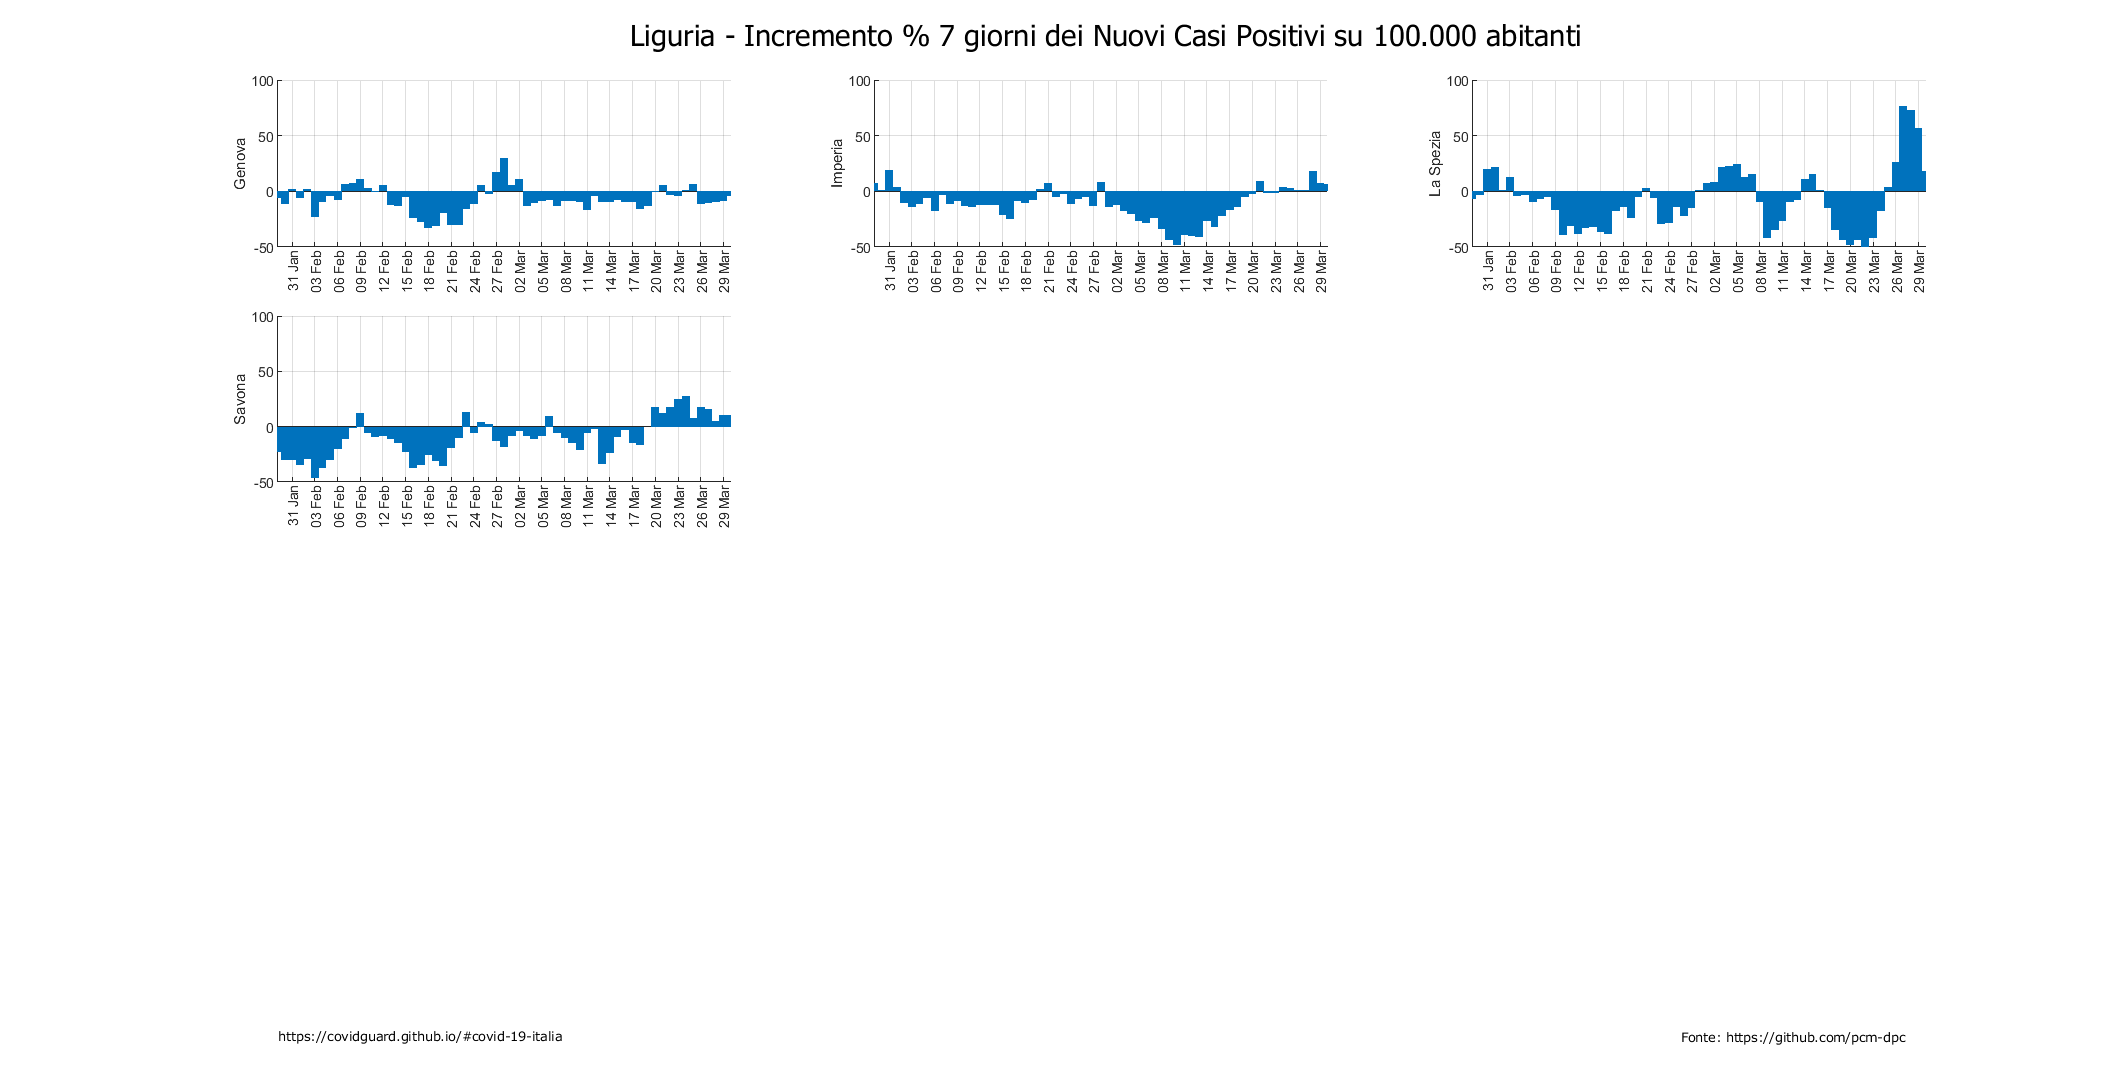 Liguria - Incremento % 7 giorni dei Nuovi Casi Positivi su 100.000 abitanti
Genova
100
50
0
-50
31 Jan 03 Feb 06 Feb 09 Feb 12 Feb 15 Feb 18 Feb 21 Feb 24 Feb 27 Feb 02 Mar 05 Mar 08 Mar 11 Mar 14 Mar 17 Mar 20 Mar 23 Mar 26 Mar 29 Mar
Imperia
100
50
0
-50
31 Jan 03 Feb 06 Feb 09 Feb 12 Feb 15 Feb 18 Feb 21 Feb 24 Feb 27 Feb 02 Mar 05 Mar 08 Mar 11 Mar 14 Mar 17 Mar 20 Mar 23 Mar 26 Mar 29 Mar
La Spezia
100
50
0
-50
31 Jan 03 Feb 06 Feb 09 Feb 12 Feb 15 Feb 18 Feb 21 Feb 24 Feb 27 Feb 02 Mar 05 Mar 08 Mar 11 Mar 14 Mar 17 Mar 20 Mar 23 Mar 26 Mar 29 Mar
Savona
100
50
0
-50
31 Jan 03 Feb 06 Feb 09 Feb 12 Feb 15 Feb 18 Feb 21 Feb 24 Feb 27 Feb 02 Mar 05 Mar 08 Mar 11 Mar 14 Mar 17 Mar 20 Mar 23 Mar 26 Mar 29 Mar
https://covidguard.github.io/#covid-19-italia
Fonte: https://github.com/pcm-dpc